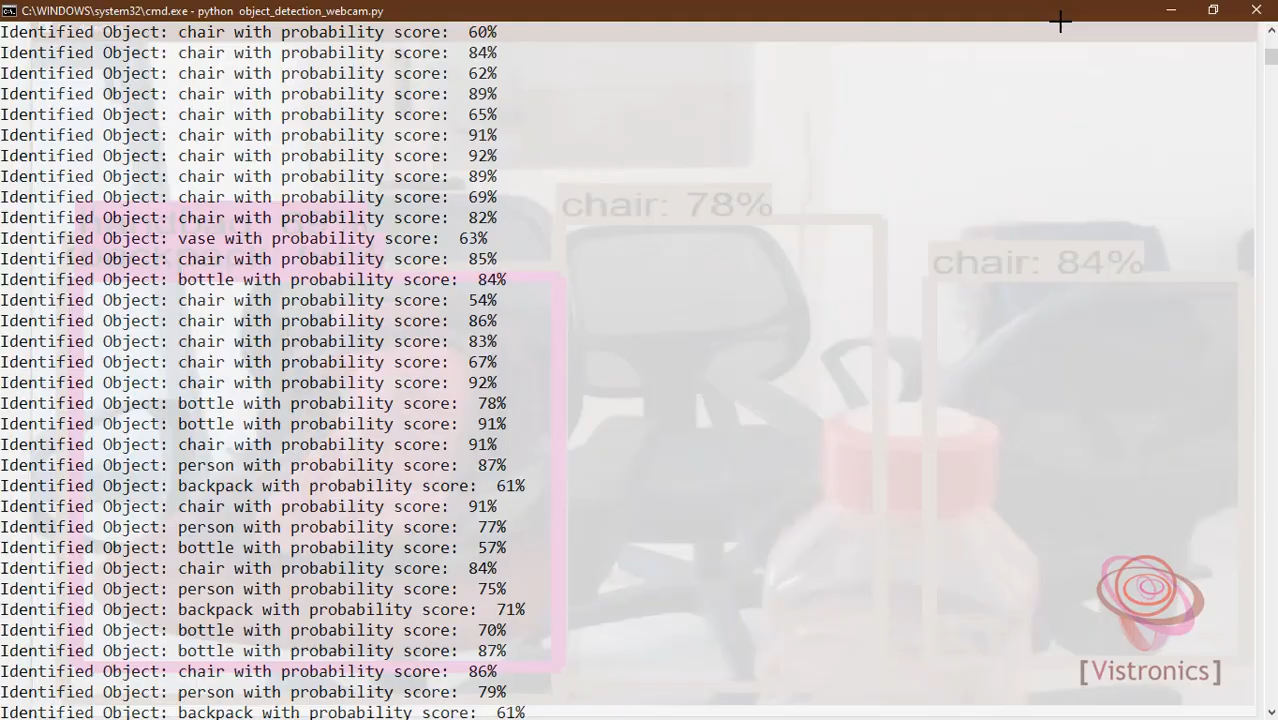 C:\WINDOWS\system32\cmd.exe - python object_detection_webcam.py
Identified Object: chair with probability score: 60%
Identified Object: chair with probability score: 84%
Identified Object: chair with probability score: 62%
Identified Object: chair with probability score: 89%
Identified Object: chair with probability score: 65%
Identified Object: chair with probability score: 91%
Identified Object: chair with probability score: 92%
Identified Object: chair with probability score: 89%
Identified Object: chair with probability score: 69%
Identified Object: chair with probability score: 82%
Identified Object: vase with probability score: 63%
Identified Object: chair with probability score: 85%
Identified Object: bottle with probability score: 84%
Identified Object: chair with probability score: 54%
Identified Object: chair with probability score: 86%
Identified Object: chair with probability score: 83%
Identified Object: chair with probability score: 67%
Identified Object: chair with probability score: 92%
Identified Object: bottle with probability score: 78%
Identified Object: bottle with probability score: 91%
Identified Object: chair with probability score: 91%
Identified Object: person with probability score: 87%
Identified Object: backpack with probability score: 61%
Identified Object: chair with probability score: 91%
Identified Object: person with probability score: 77%
Identified Object: bottle with probability score: 57%
Identified Object: chair with probability score: 84%
Identified Object: person with probability score: 75%
Identified Object: backpack with probability score: 71%
Identified Object: bottle with probability score: 70%
Identified Object: bottle with probability score: 87%
Identified Object: chair with probability score: 86%
Identified Object: person with probability score: 79%
Identified Object: backpack with probability score: 61%
chair: 78%
chair: 84%
[Vistronics]